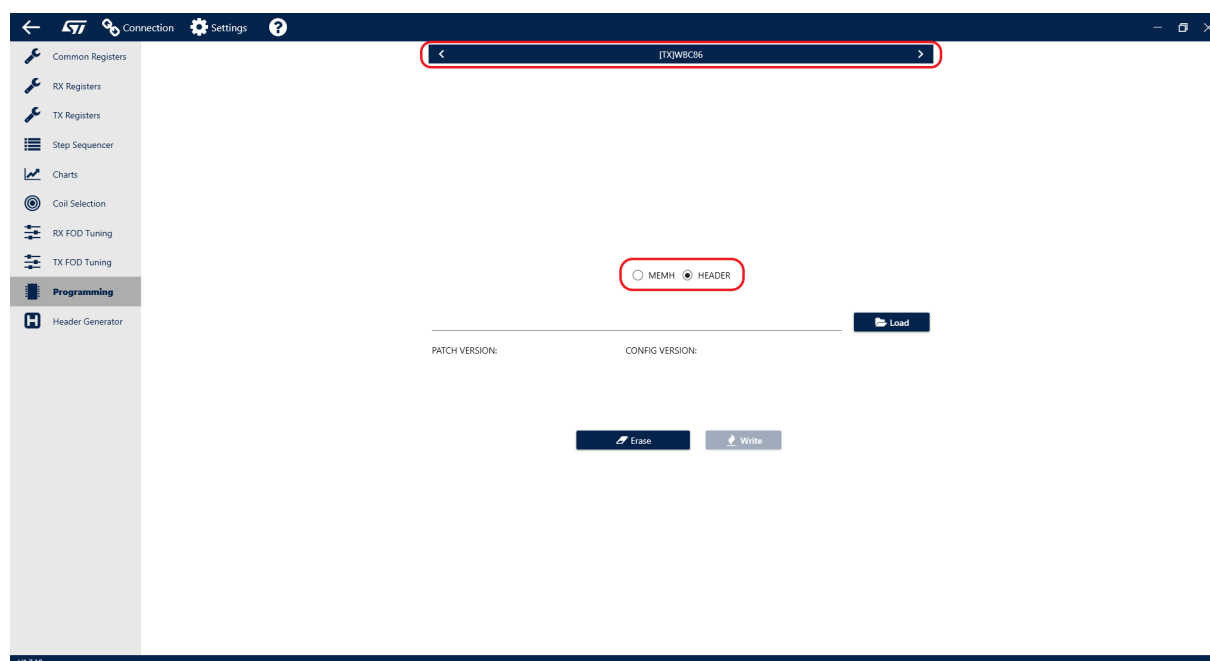 Connection Settings ?
Common Registers
[TX]WBC86
RX Registers
TX Registers
Step Sequencer
Charts
Coil Selection
RX FOD Tuning
TX FOD Tuning
MEMH HEADER
Programming
Header Generator
Load
PATCH VERSION: CONFIG VERSION:
Erase Write